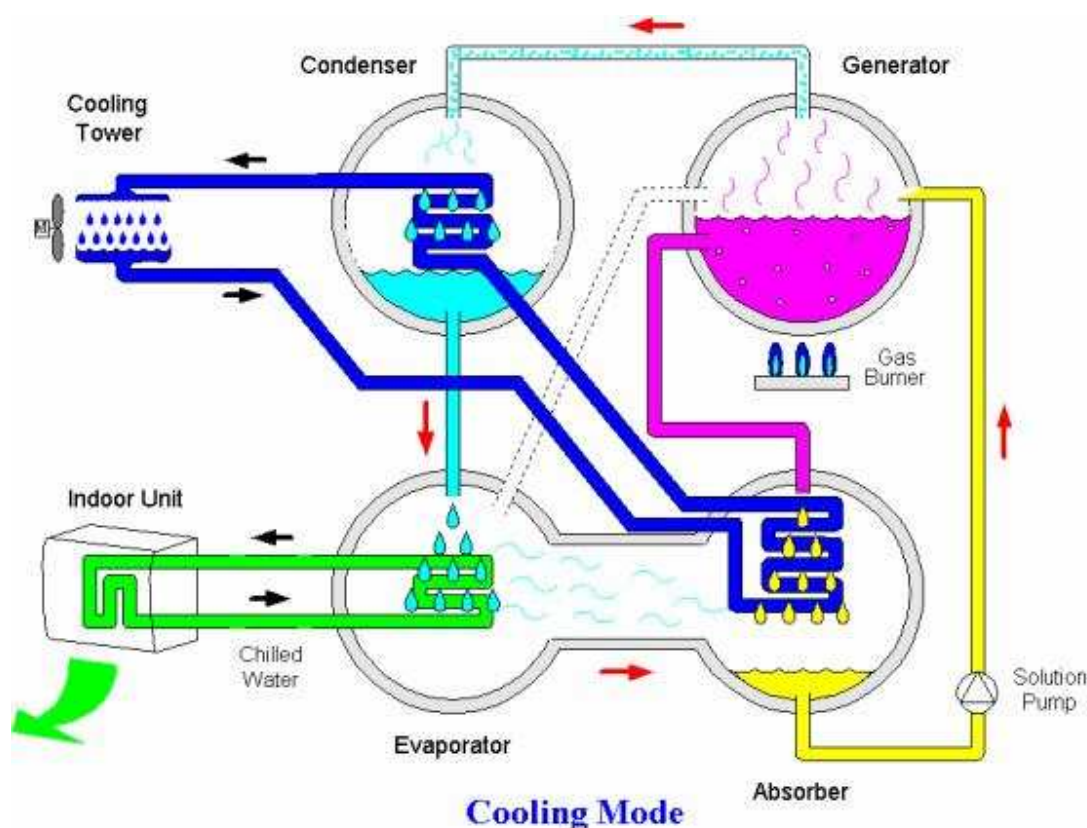 Condenser
Generator
Cooling
Tower
M
Gas
Burner
Indoor Unit
Chilled
Water
Solution
Pump
Evaporator
Absorber
Cooling Mode